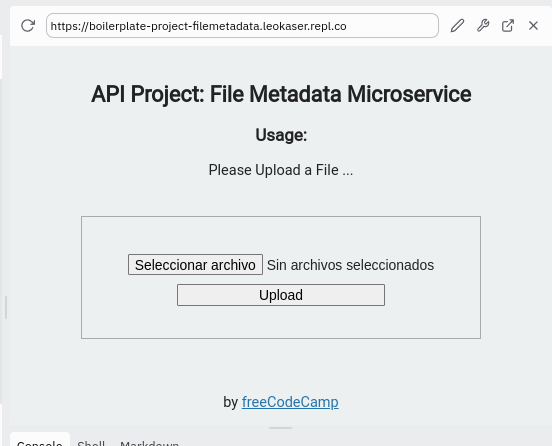 https://boilerplate-project-filemetadata.leokaser.repl.co
API Project: File Metadata Microservice
Usage:
Please Upload a File ...
Seleccionar archivo Sin archivos seleccionados
Upload
by freeCodeCamp
Console Shell Markdown